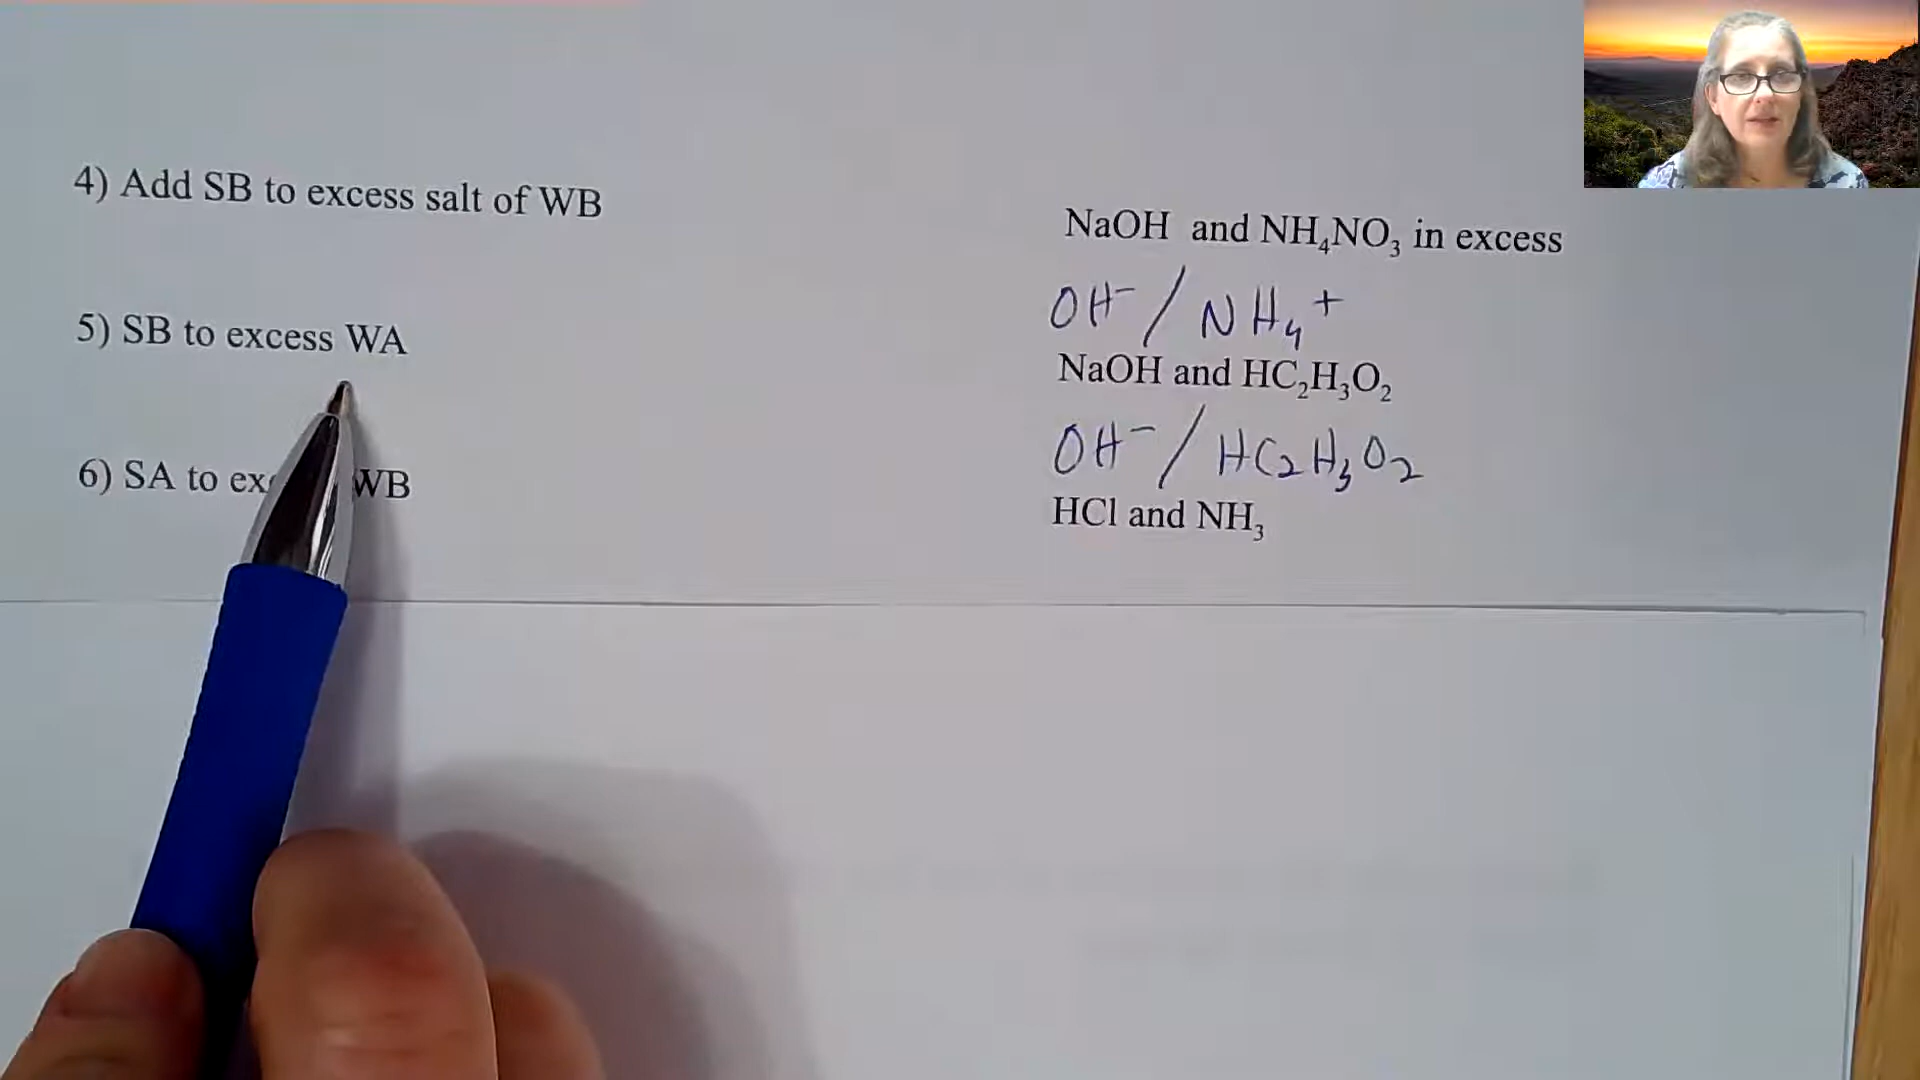 4) Add SB to excess salt of WB
NaOH and NH₄NO₃ in excess
OH⁻ / NH₄⁺
5) SB to excess WA
NaOH and HC₂H₃O₂
OH⁻ / HC₂H₃O₂
6) SA to ex WB
HCl and NH₃